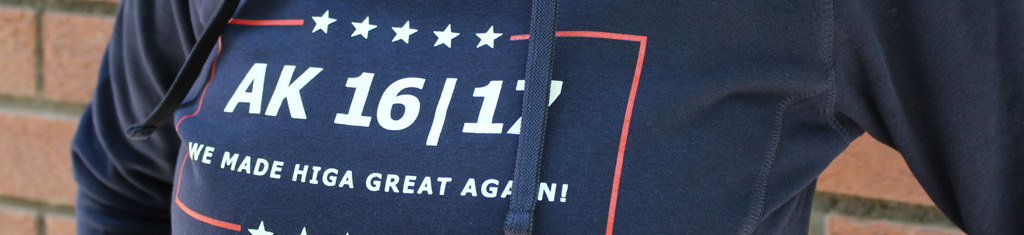 AK 16|17
WE MADE HIGA GREAT AGAIN!